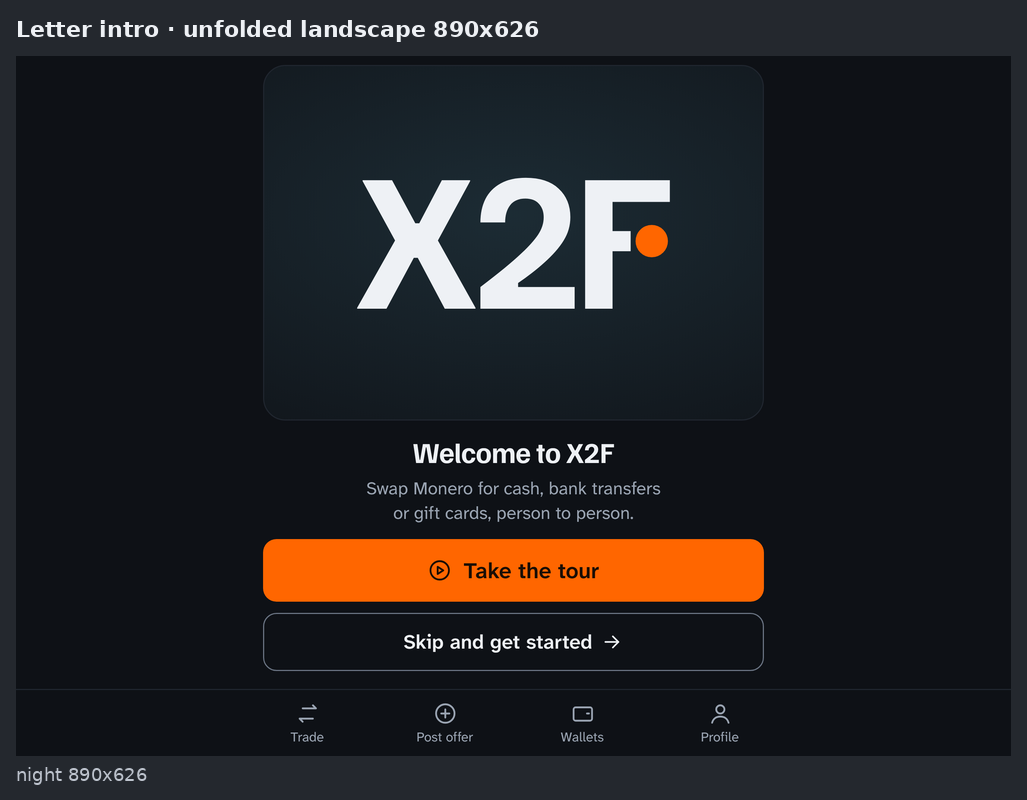 Letter intro · unfolded landscape 890x626
X2F
Welcome to X2F
Swap Monero for cash, bank transfers
or gift cards, person to person.
Take the tour
Skip and get started →
Trade
Post offer
Wallets
Profile
night 890x626